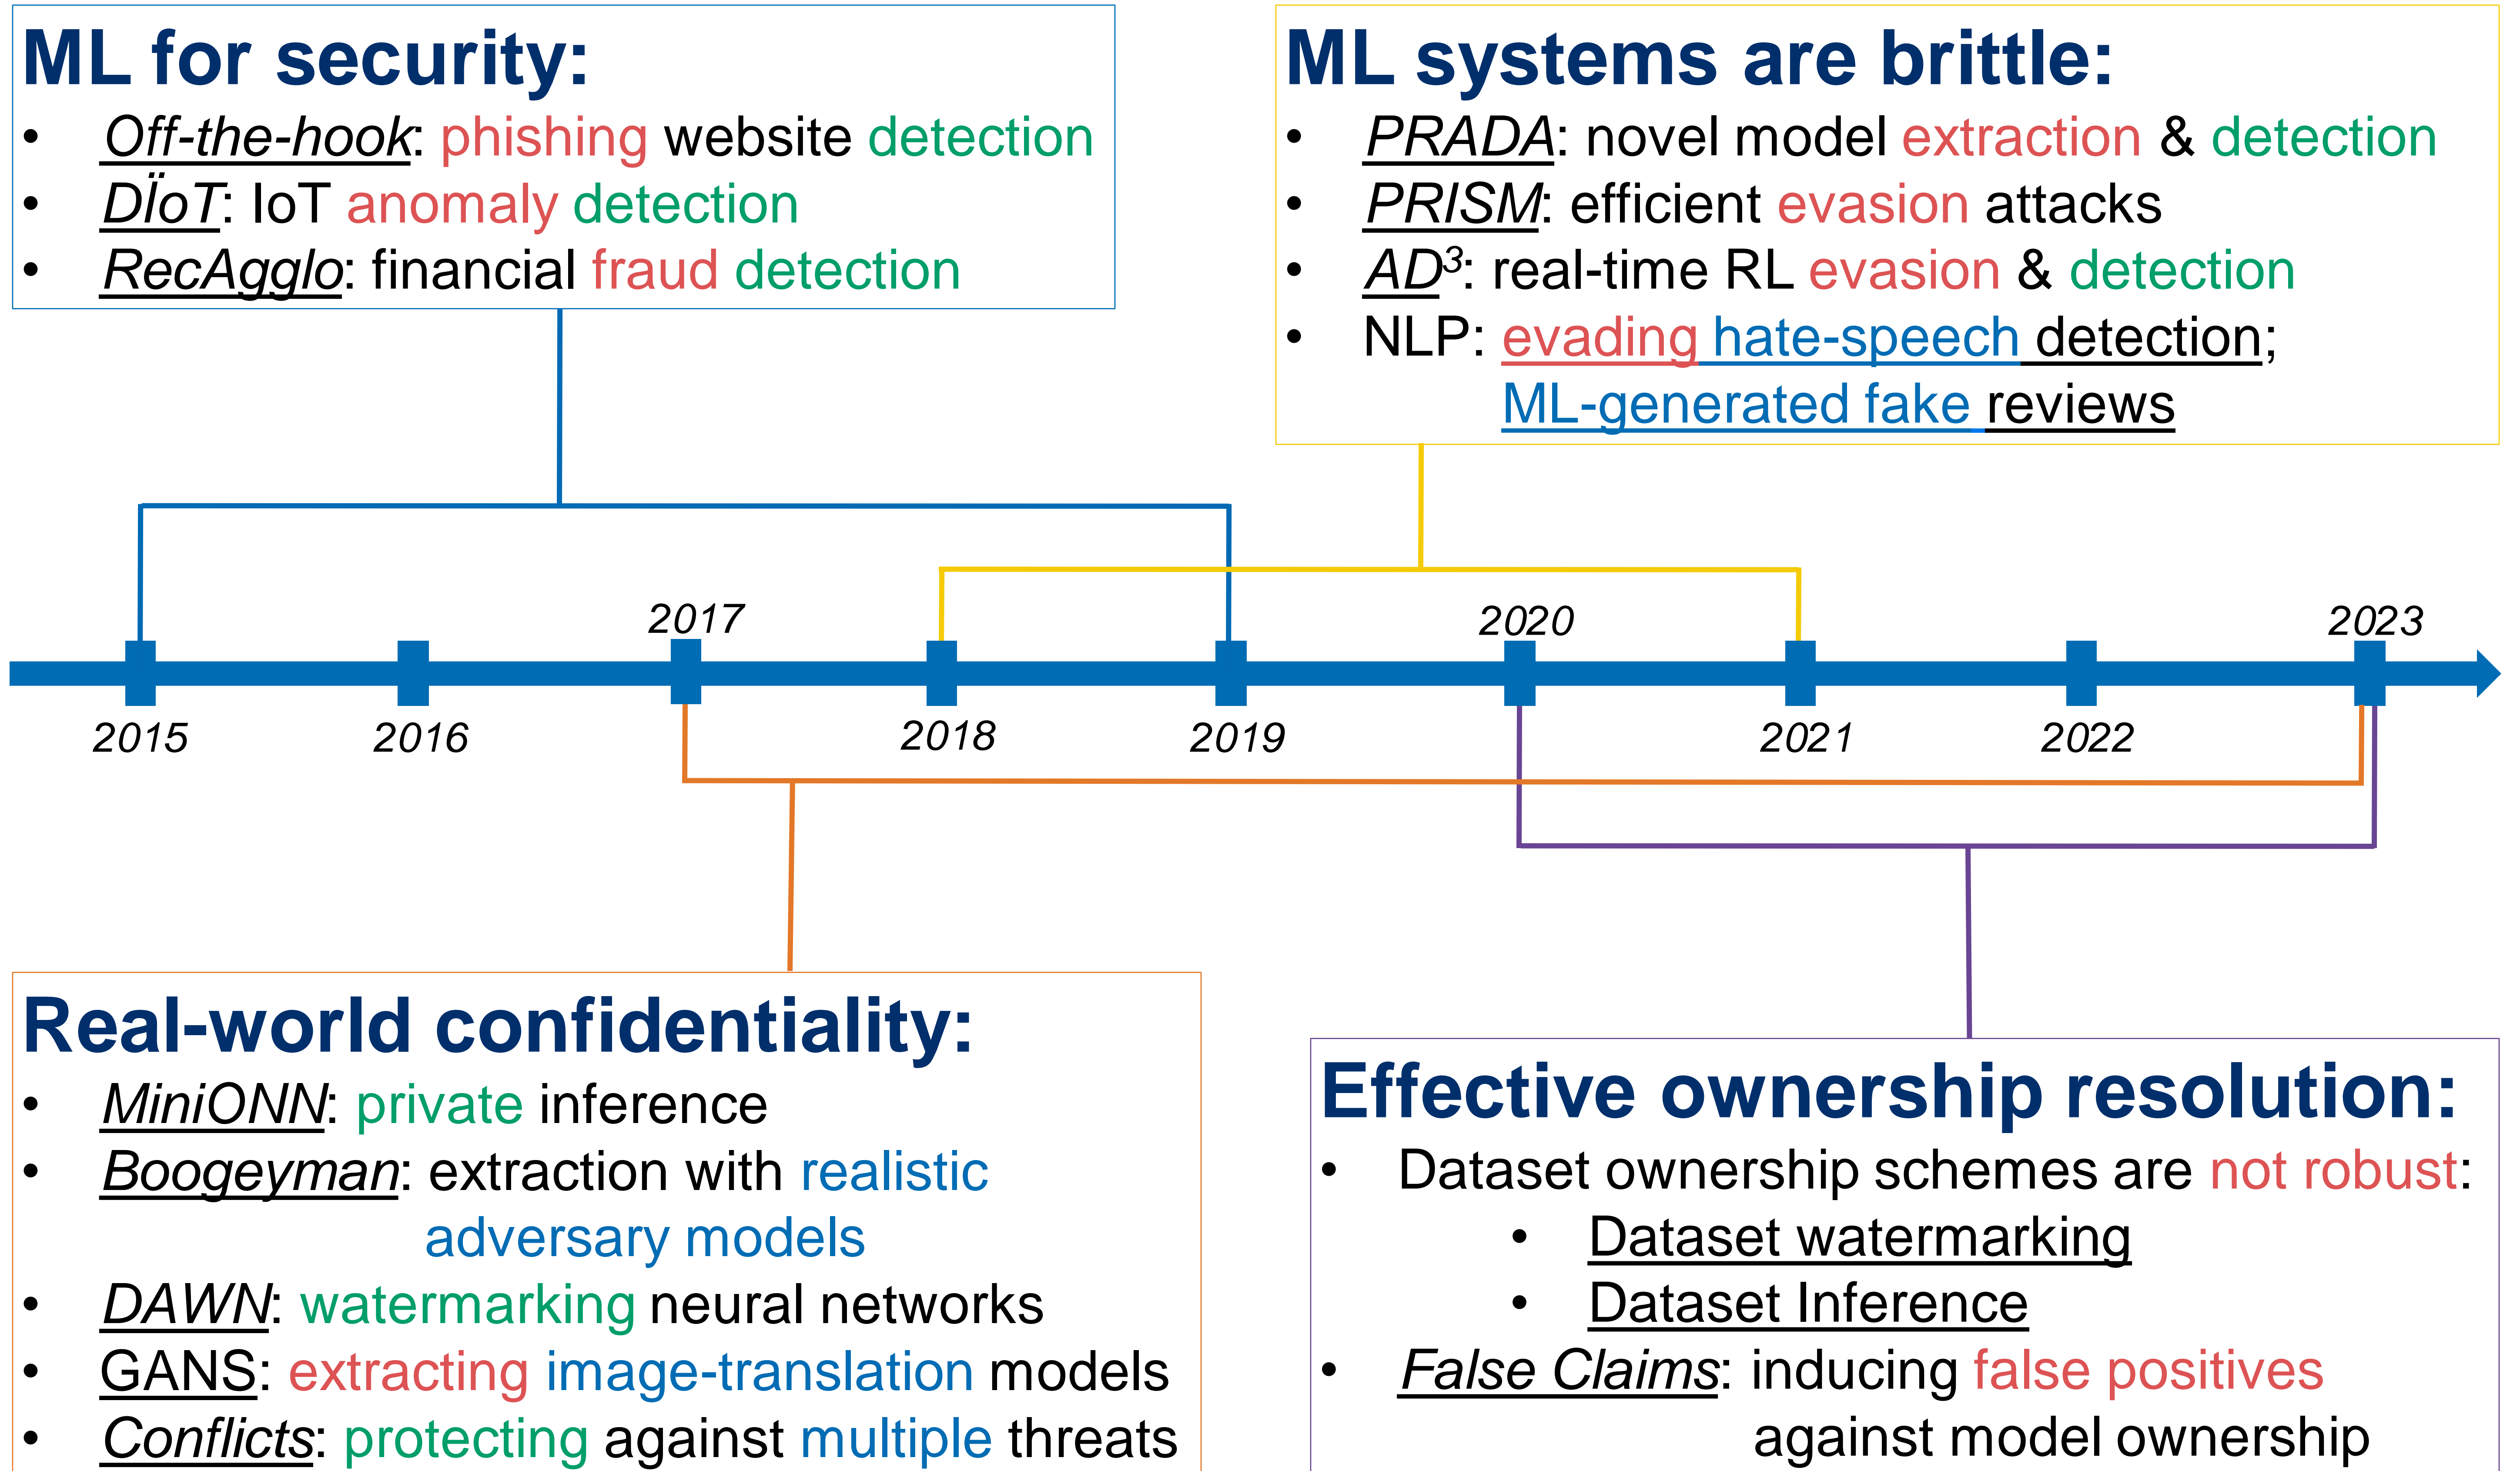 ML for security:
• Off-the-hook: phishing website detection
• DÏoT: IoT anomaly detection
• RecAgglo: financial fraud detection
ML systems are brittle:
• PRADA: novel model extraction & detection
• PRISM: efficient evasion attacks
• AD³: real-time RL evasion & detection
• NLP: evading hate-speech detection;
ML-generated fake reviews
2017
2020
2023
2015
2016
2018
2019
2021
2022
Real-world confidentiality:
• MiniONN: private inference
• Boogeyman: extraction with realistic
adversary models
• DAWN: watermarking neural networks
• GANS: extracting image-translation models
• Conflicts: protecting against multiple threats
Effective ownership resolution:
• Dataset ownership schemes are not robust:
• Dataset watermarking
• Dataset Inference
• False Claims: inducing false positives
against model ownership